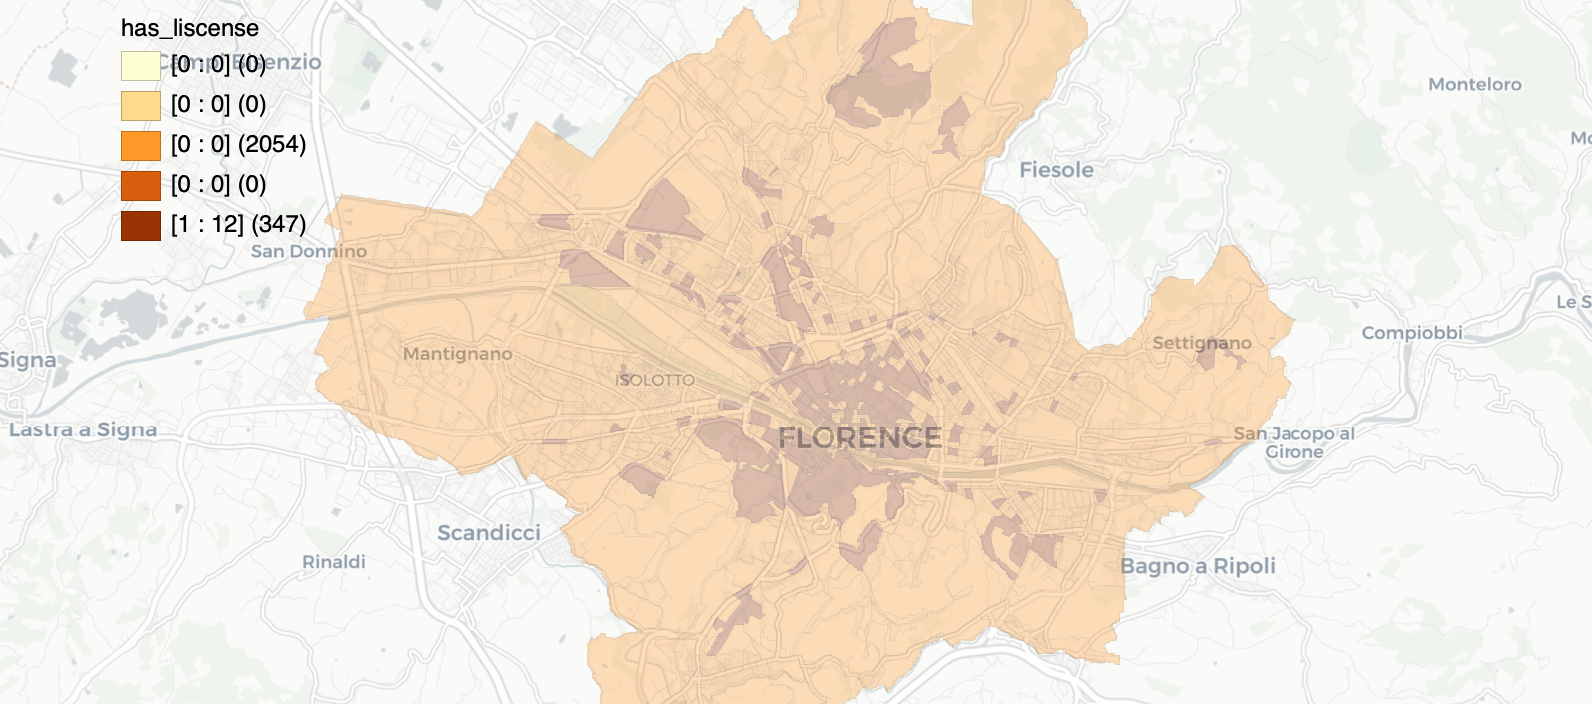 has_liscense
[0 : 0] (0)
[0 : 0] (0)
[0 : 0] (2054)
[0 : 0] (0)
[1 : 12] (347)
Campi Bisenzio
Monteloro
Fiesole
San Donnino
Le S
Signa
Mantignano
ISOLOTTO
Settignano
Compiobbi
Lastra a Signa
FLORENCE
San Jacopo al
Girone
Scandicci
Rinaldi
Bagno a Ripoli